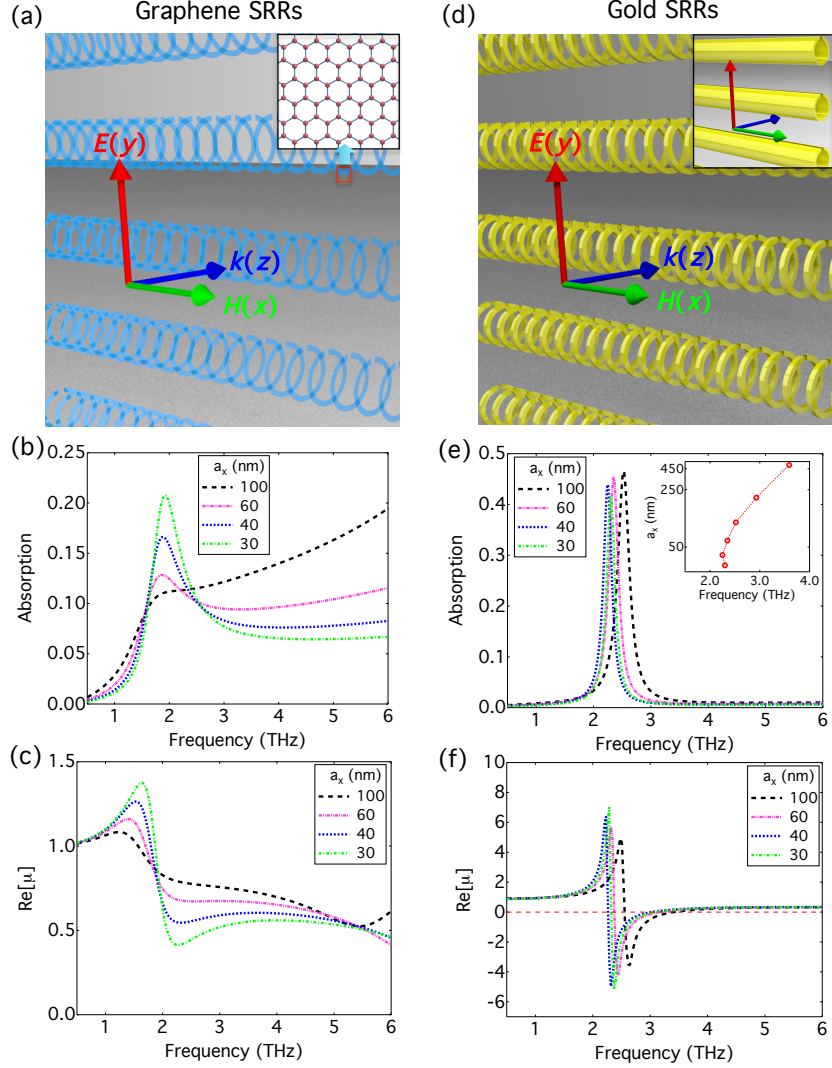 (a) Graphene SRRs
E(y)
k(z)
H(x)
(d) Gold SRRs
E(y)
k(z)
H(x)
(b)
0.25
0.20
0.15
0.10
0.05
0.00
Absorption
a_x (nm)
100
60
40
30
1 2 3 4 5 6
Frequency (THz)
(c)
1.5
1.0
0.5
0.0
Re[μ]
a_x (nm)
100
60
40
30
1 2 3 4 5 6
Frequency (THz)
(e)
0.5
0.4
0.3
0.2
0.1
0.0
Absorption
a_x (nm)
100
60
40
30
a_x (nm)
450
250
50
2.0 3.0 4.0
Frequency (THz)
1 2 3 4 5 6
Frequency (THz)
(f)
10
8
6
4
2
0
-2
-4
-6
Re[μ]
a_x (nm)
100
60
40
30
1 2 3 4 5 6
Frequency (THz)